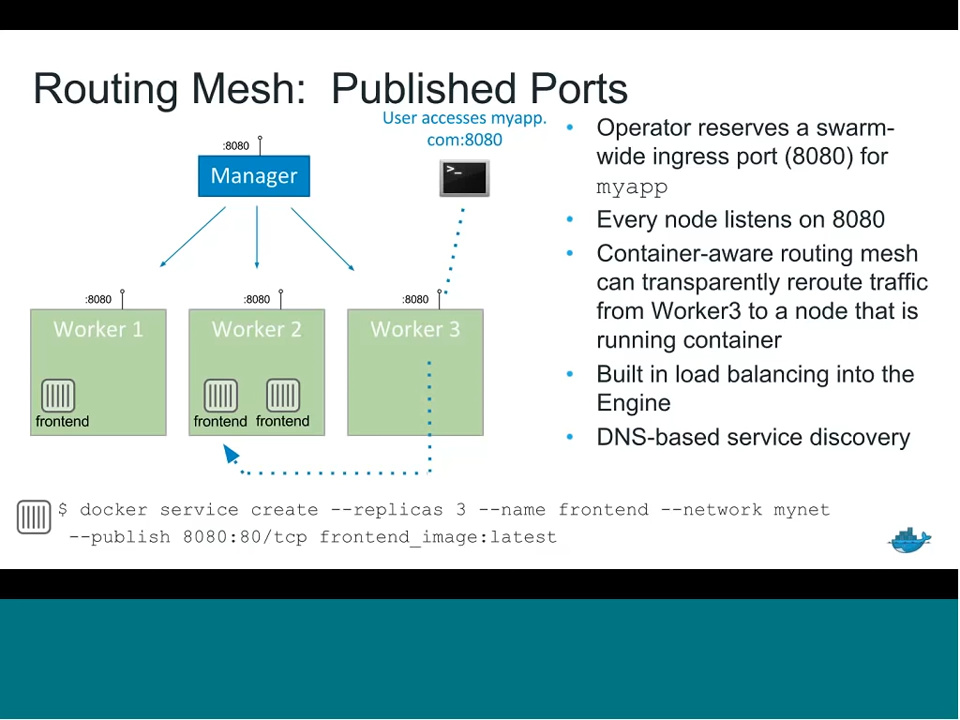 Routing Mesh:  Published Ports
User accesses myapp.
com:8080
:8080
Manager
>_
:8080
Worker 1
frontend
:8080
Worker 2
frontend
frontend
:8080
Worker 3
• Operator reserves a swarm-
wide ingress port (8080) for
myapp
• Every node listens on 8080
• Container-aware routing mesh
can transparently reroute traffic
from Worker3 to a node that is
running container
• Built in load balancing into the
Engine
• DNS-based service discovery
$ docker service create --replicas 3 --name frontend --network mynet
--publish 8080:80/tcp frontend_image:latest